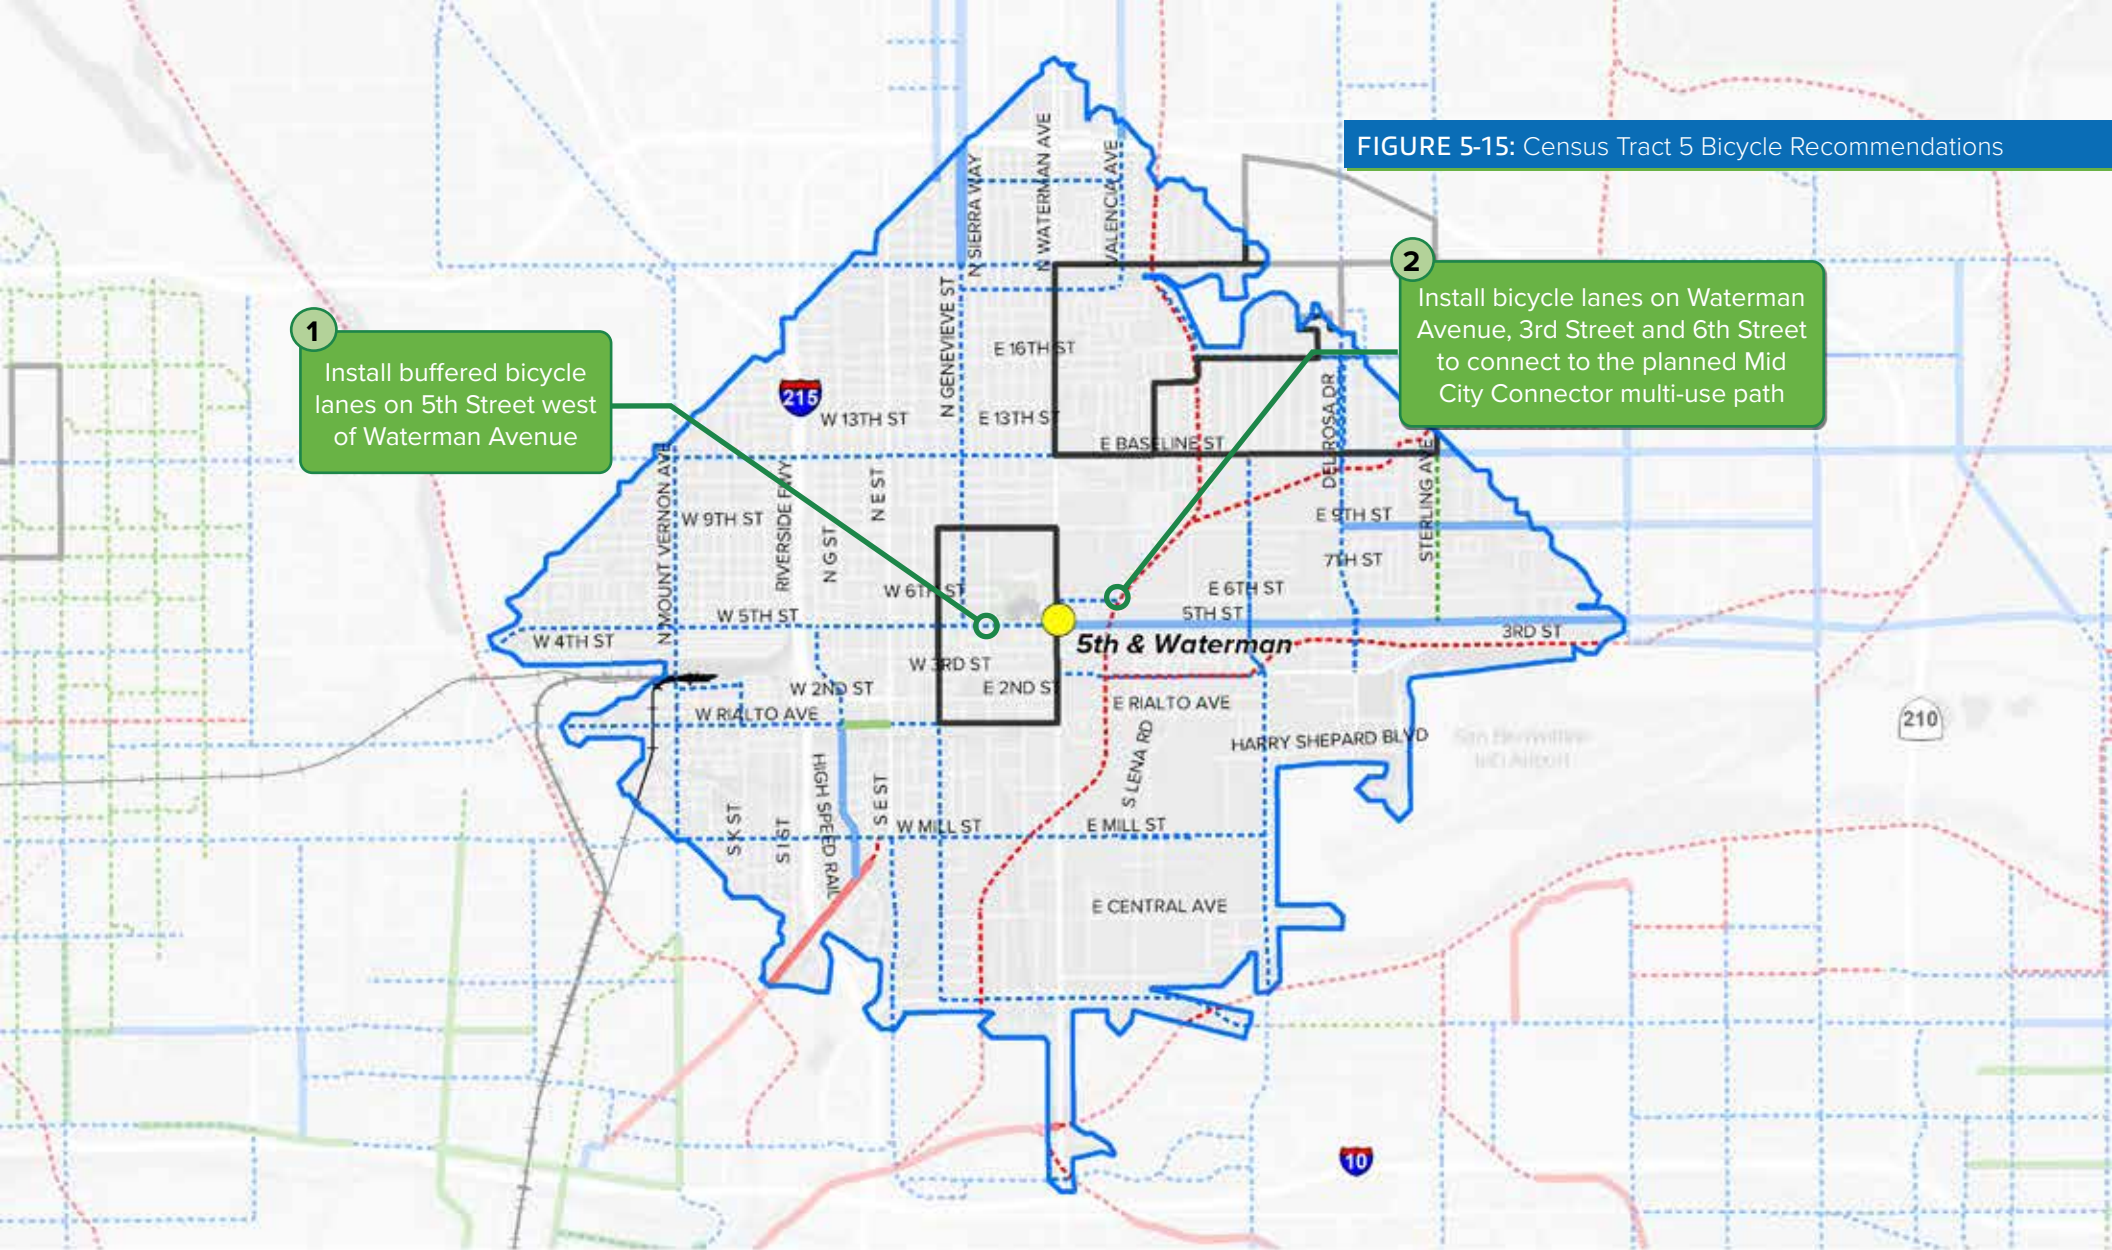 FIGURE 5-15: Census Tract 5 Bicycle Recommendations
1
Install buffered bicycle
lanes on 5th Street west
of Waterman Avenue
2
Install bicycle lanes on Waterman
Avenue, 3rd Street and 6th Street
to connect to the planned Mid
City Connector multi-use path
N SIERRA WAY
N WATERMAN AVE
VALENCIA AVE
N GENEVIEVE ST
E 16TH ST
215
W 13TH ST
E 13TH ST
E BASELINE ST
DEL ROSA DR
STERLING AVE
N MOUNT VERNON AVE
RIVERSIDE FWY
N E ST
N G ST
W 9TH ST
E 9TH ST
7TH ST
W 6TH ST
E 6TH ST
W 5TH ST
5TH ST
W 4TH ST
5th & Waterman
3RD ST
W 3RD ST
W 2ND ST
E 2ND ST
W RIALTO AVE
E RIALTO AVE
S LENA RD
HARRY SHEPARD BLVD
San Bernardino
Int'l Airport
210
HIGH SPEED RAIL
S E ST
S K ST
S I ST
W MILL ST
E MILL ST
E CENTRAL AVE
10